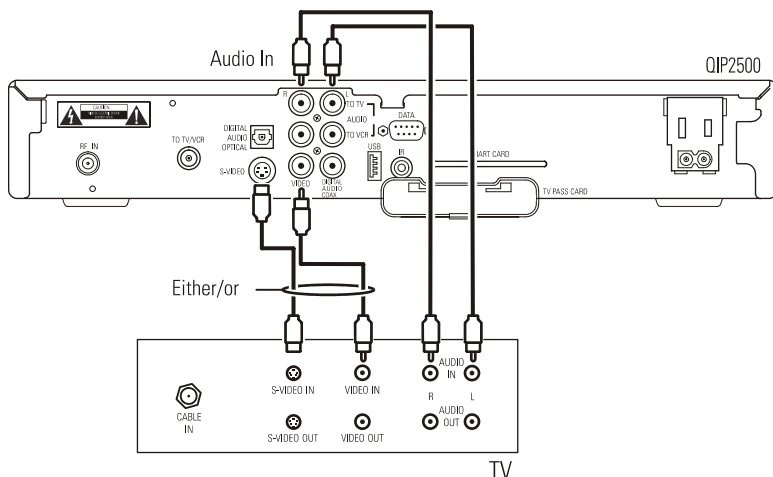 Audio In
QIP2500
CAUTION
R
L
TO TV
AUDIO
TO VCR
DATA
DIGITAL
AUDIO
OPTICAL
RF IN
TO TV/VCR
S-VIDEO
VIDEO
DIGITAL
AUDIO
COAX
USB
IR
MART CARD
TV PASS CARD
Either/or
CABLE
IN
S-VIDEO IN
VIDEO IN
AUDIO
IN
R
L
S-VIDEO OUT
VIDEO OUT
AUDIO
OUT
TV